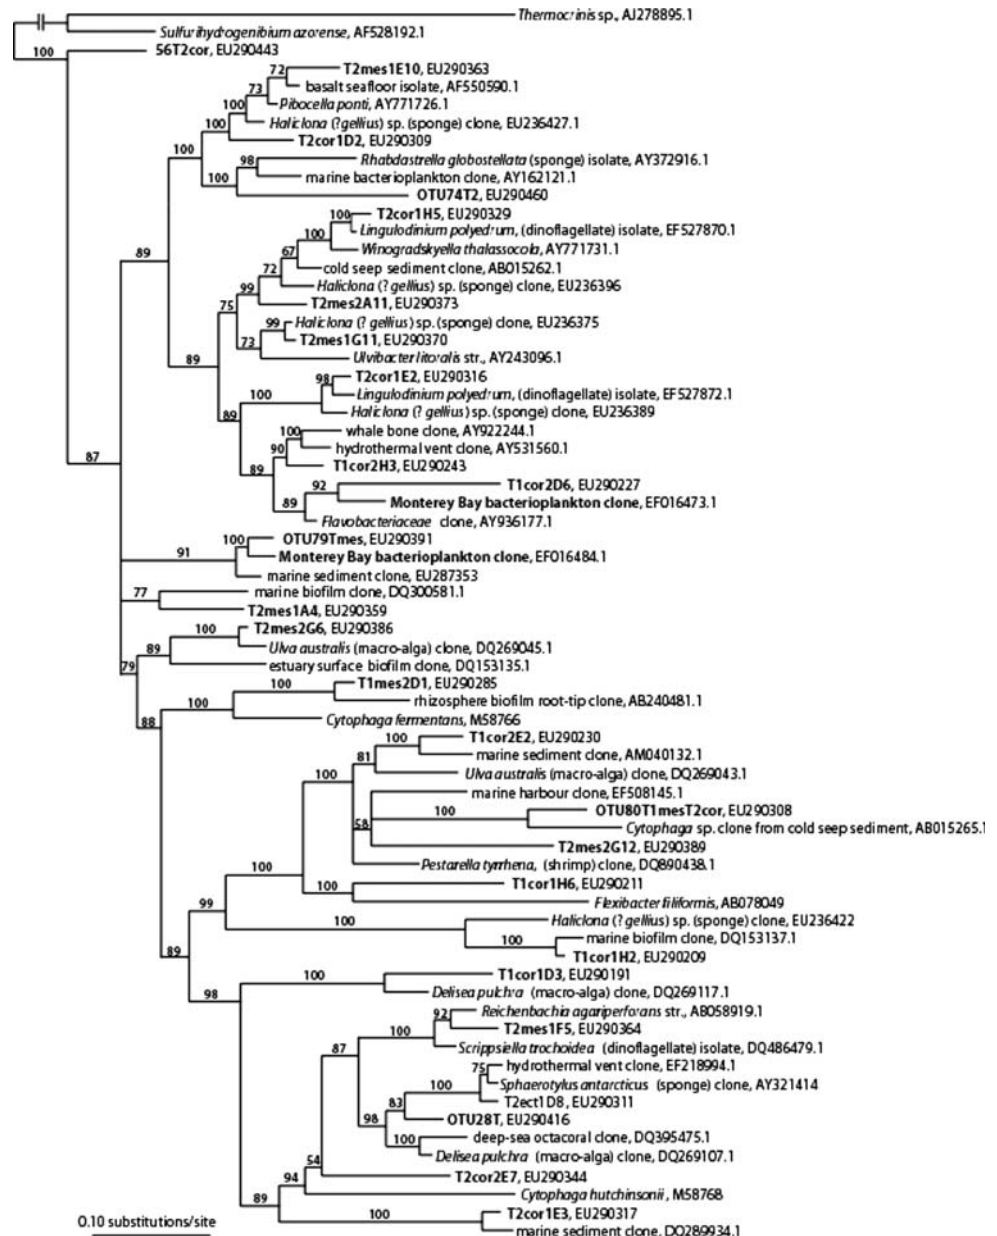 Thermocrinis sp., AJ278895.1
Sulfurihydrogenibium azorense, AF528192.1
100
56T2cor, EU290443
72
T2mes1E10, EU290363
73
basalt seafloor isolate, AF550590.1
100
Pibocella ponti, AY771726.1
100
Haliclona (?gellius) sp. (sponge) clone, EU236427.1
T2cor1D2, EU290309
100
98
Rhabdastrella globostellata (sponge) isolate, AY372916.1
100
marine bacterioplankton clone, AY162121.1
OTU74T2, EU290460
100
T2cor1H5, EU290329
100
Lingulodinium polyedrum, (dinoflagellate) isolate, EF527870.1
67
Winogradskyella thalassocola, AY771731.1
89
72
cold seep sediment clone, AB015262.1
99
Haliclona (? gellius) sp. (sponge) clone, EU236396
75
T2mes2A11, EU290373
99
Haliclona (? gellius) sp. (sponge) clone, EU236375
73
T2mes1G11, EU290370
89
Ulvibacter litoralis str., AY243096.1
98
T2cor1E2, EU290316
100
Lingulodinium polyedrum, (dinoflagellate) isolate, EF527872.1
89
Haliclona (? gellius) sp. (sponge) clone, EU236389
100
whale bone clone, AY922244.1
90
hydrothermal vent clone, AY531560.1
87
89
T1cor2H3, EU290243
92
T1cor2D6, EU290227
89
Monterey Bay bacterioplankton clone, EF016473.1
Flavobacteriaceae clone, AY936177.1
100
OTU79Tmes, EU290391
91
Monterey Bay bacterioplankton clone, EF016484.1
marine sediment clone, EU287353
77
marine biofilm clone, DQ300581.1
T2mes1A4, EU290359
100
T2mes2G6, EU290386
89
Ulva australis (macro-alga) clone, DQ269045.1
79
estuary surface biofilm clone, DQ153135.1
100
T1mes2D1, EU290285
100
rhizosphere biofilm root-tip clone, AB240481.1
88
Cytophaga fermentans, M58766
100
T1cor2E2, EU290230
81
marine sediment clone, AM040132.1
100
Ulva australis (macro-alga) clone, DQ269043.1
marine harbour clone, EF508145.1
100
OTU80T1mesT2cor, EU290308
58
Cytophaga sp. clone from cold seep sediment, AB015265.1
T2mes2G12, EU290389
100
Pestarella tyrrhena, (shrimp) clone, DQ890438.1
100
T1cor1H6, EU290211
99
Flexibacter filiformis, AB078049
100
Haliclona (? gellius) sp. (sponge) clone, EU236422
100
marine biofilm clone, DQ153137.1
89
T1cor1H2, EU290209
100
T1cor1D3, EU290191
98
Delisea pulchra (macro-alga) clone, DQ269117.1
92
Reichenbachia agariperforans str., AB058919.1
100
T2mes1F5, EU290364
87
Scrippsiella trochoidea (dinoflagellate) isolate, DQ486479.1
75
hydrothermal vent clone, EF218994.1
100
Sphaerotylus antarcticus (sponge) clone, AY321414
83
T2ect1D8, EU290311
98
OTU28T, EU290416
100
deep-sea octacoral clone, DQ395475.1
Delisea pulchra (macro-alga) clone, DQ269107.1
54
T2cor2E7, EU290344
94
Cytophaga hutchinsonii, M58768
89
100
T2cor1E3, EU290317
0.10 substitutions/site
marine sediment clone, DQ289934.1